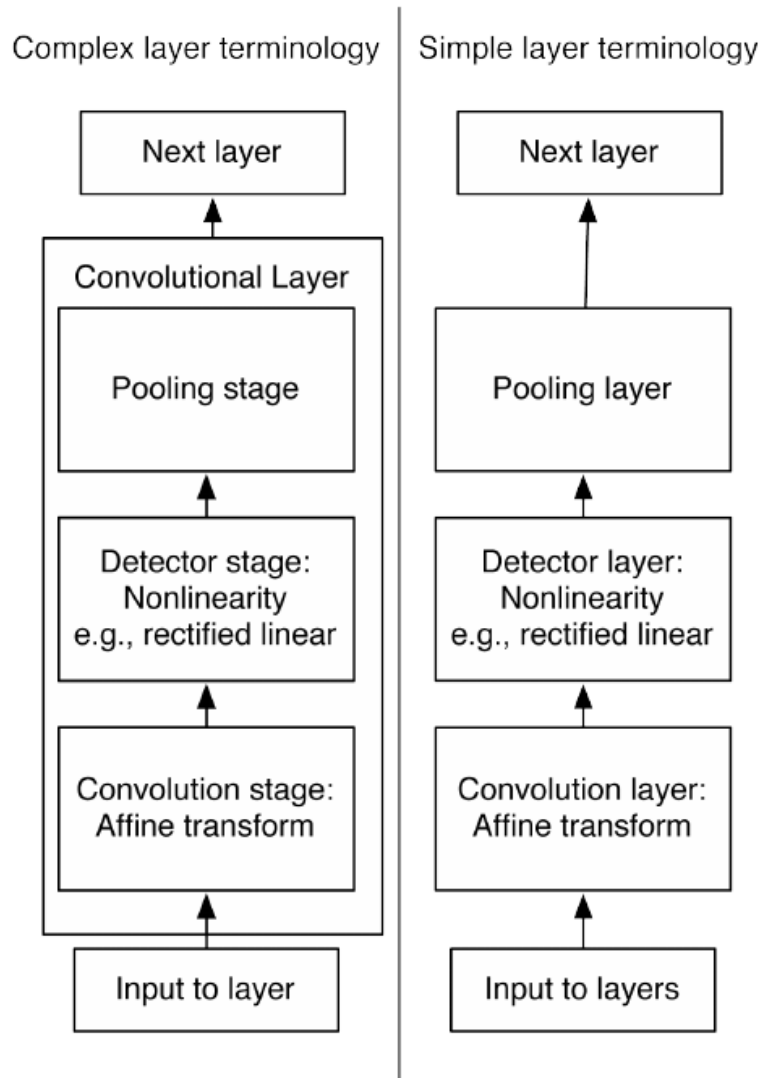 Complex layer terminology
Next layer
Convolutional Layer
Pooling stage
Detector stage:
Nonlinearity
e.g., rectified linear
Convolution stage:
Affine transform
Input to layer
Simple layer terminology
Next layer
Pooling layer
Detector layer:
Nonlinearity
e.g., rectified linear
Convolution layer:
Affine transform
Input to layers